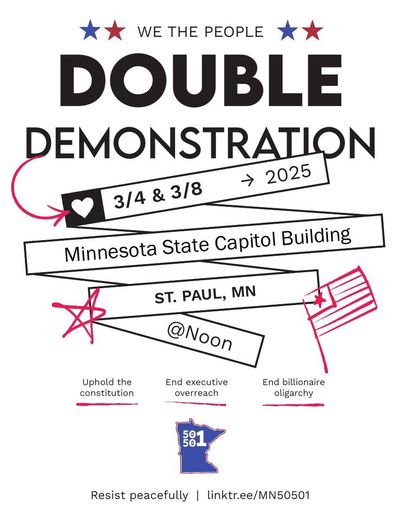 WE THE PEOPLE
DOUBLE
DEMONSTRATION
3/4 & 3/8 → 2025
Minnesota State Capitol Building
ST. PAUL, MN
@Noon
Uphold the constitution
End executive overreach
End billionaire oligarchy
50
50
1
Resist peacefully | linktr.ee/MN50501